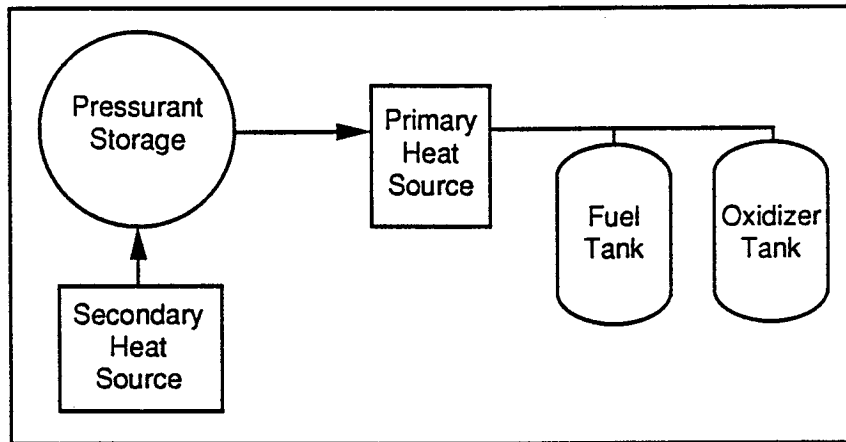 Pressurant
Storage
Primary
Heat
Source
Fuel
Tank
Oxidizer
Tank
Secondary
Heat
Source